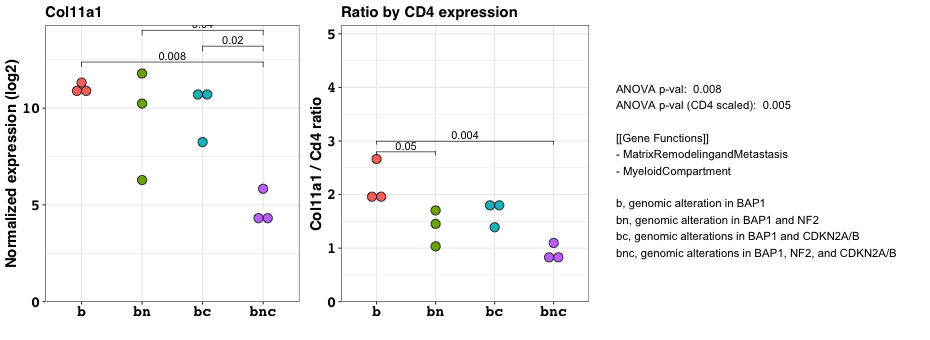 Col11a1
Ratio by CD4 expression
Normalized expression (log2)
10
5
0
0.02
0.008
b
bn
bc
bnc
Col11a1 / Cd4 ratio
5
4
3
2
1
0
0.004
0.05
b
bn
bc
bnc
ANOVA p-val: 0.008
ANOVA p-val (CD4 scaled): 0.005
[[Gene Functions]]
- MatrixRemodelingandMetastasis
- MyeloidCompartment
b, genomic alteration in BAP1
bn, genomic alteration in BAP1 and NF2
bc, genomic alterations in BAP1 and CDKN2A/B
bnc, genomic alterations in BAP1, NF2, and CDKN2A/B